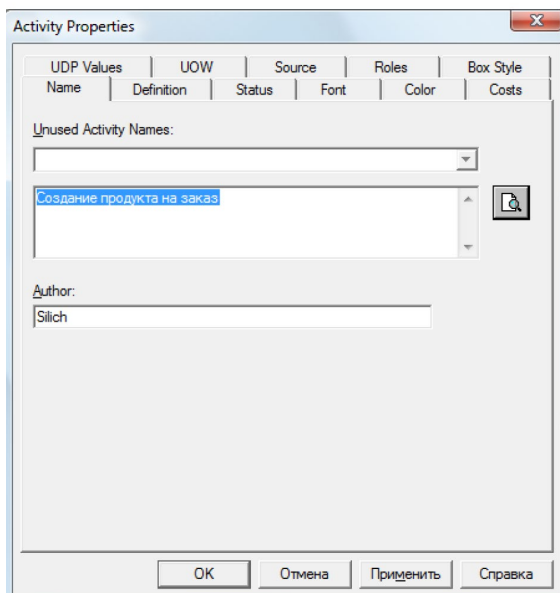 Activity Properties
UDP Values UOW Source Roles Box Style
Name Definition Status Font Color Costs
Unused Activity Names:
Создание продукта на заказ
Author:
Silich
OK Отмена Применить Справка